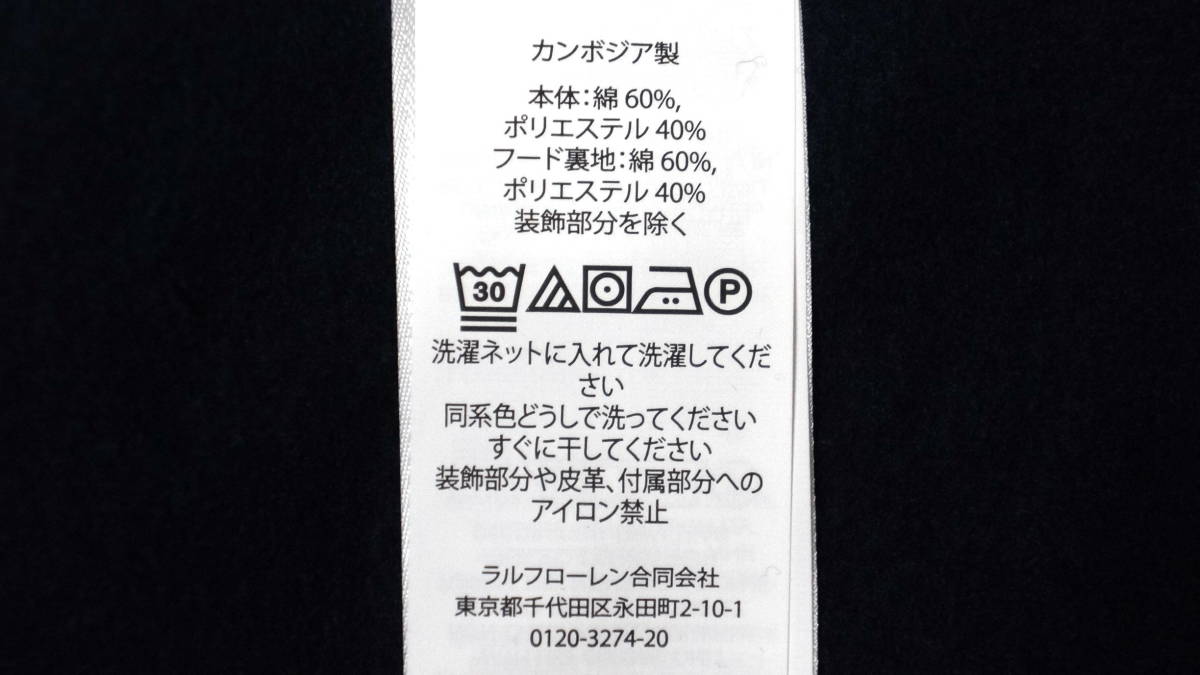 カンボジア製
本体：綿 60%,
ポリエステル 40%
フード裏地：綿 60%,
ポリエステル 40%
装飾部分を除く
30 P
洗濯ネットに入れて洗濯してくだ
さい
同系色どうしで洗ってください
すぐに干してください
装飾部分や皮革、付属部分への
アイロン禁止
ラルフローレン合同会社
東京都千代田区永田町2-10-1
0120-3274-20